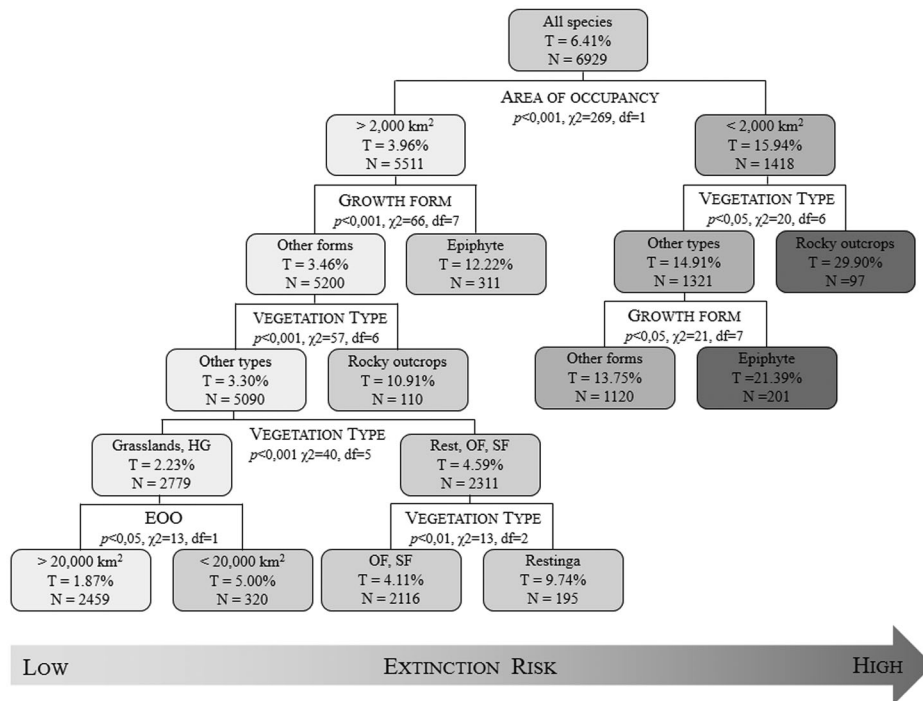 All species
T = 6.41%
N = 6929
AREA OF OCCUPANCY
p<0,001, χ2=269, df=1
> 2,000 km²
T = 3.96%
N = 5511
< 2,000 km²
T = 15.94%
N = 1418
GROWTH FORM
p<0,001, χ2=66, df=7
VEGETATION TYPE
p<0,05, χ2=20, df=6
Other forms
T = 3.46%
N = 5200
Epiphyte
T = 12.22%
N = 311
Other types
T = 14.91%
N = 1321
Rocky outcrops
T = 29.90%
N =97
VEGETATION TYPE
p<0,001, χ2=57, df=6
GROWTH FORM
p<0,05, χ2=21, df=7
Other types
T = 3.30%
N = 5090
Rocky outcrops
T = 10.91%
N = 110
Other forms
T = 13.75%
N = 1120
Epiphyte
T =21.39%
N =201
VEGETATION TYPE
p<0,001 χ2=40, df=5
Grasslands, HG
T = 2.23%
N = 2779
Rest, OF, SF
T = 4.59%
N = 2311
EOO
p<0,05, χ2=13, df=1
VEGETATION TYPE
p<0,01, χ2=13, df=2
> 20,000 km²
T = 1.87%
N = 2459
< 20,000 km²
T = 5.00%
N = 320
OF, SF
T = 4.11%
N = 2116
Restinga
T = 9.74%
N = 195
LOW EXTINCTION RISK HIGH